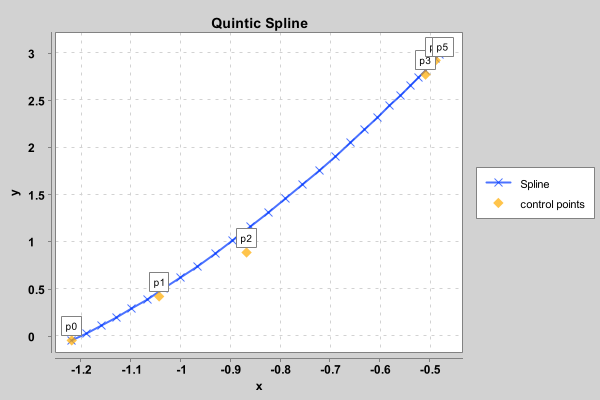 Quintic Spline
y
3
2.5
2
1.5
1
0.5
0
p5
p3
p2
p1
p0
-1.2 -1.1 -1 -0.9 -0.8 -0.7 -0.6 -0.5
x
Spline
control points